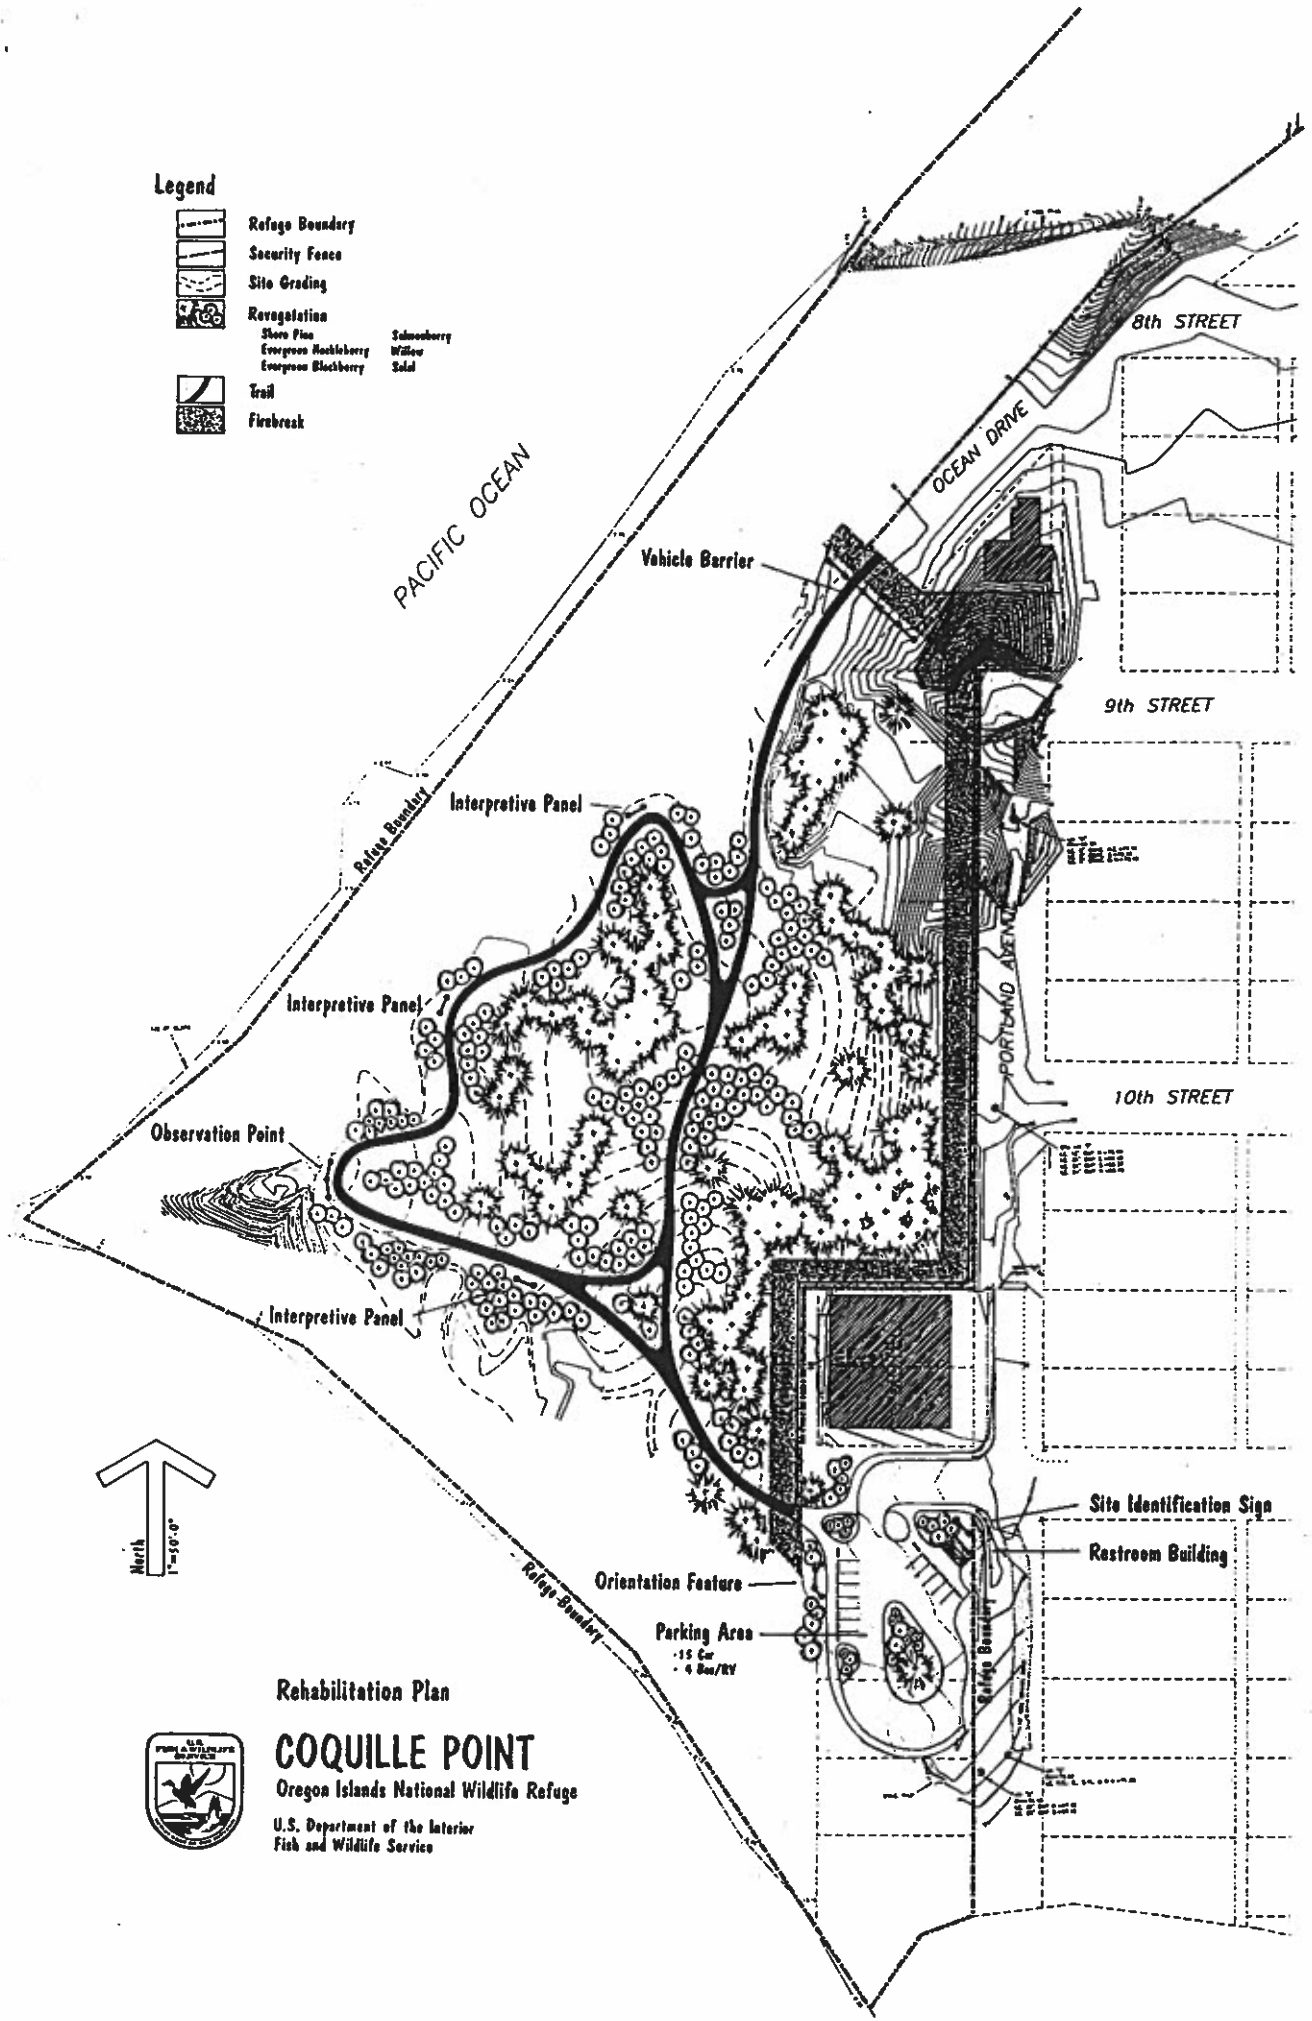 Legend
Refuge Boundary
Security Fence
Site Grading
Revegetation
Shore Pine Salmonberry
Evergreen Huckleberry Willow
Evergreen Blackberry Salal
Trail
Firebreak
8th STREET
OCEAN DRIVE
PACIFIC OCEAN
Vehicle Barrier
9th STREET
Interpretive Panel
Refuge Boundary
Interpretive Panel
PORTLAND AVENUE
10th STREET
Observation Point
Interpretive Panel
North
1"=50'-0"
Site Identification Sign
Restroom Building
Orientation Feature
Refuge Boundary
Parking Area
· 15 Car
· 4 Bus/RV
Refuge Boundary
Rehabilitation Plan
COQUILLE POINT
Oregon Islands National Wildlife Refuge
U.S. Department of the Interior
Fish and Wildlife Service
U.S.
FISH & WILDLIFE
SERVICE